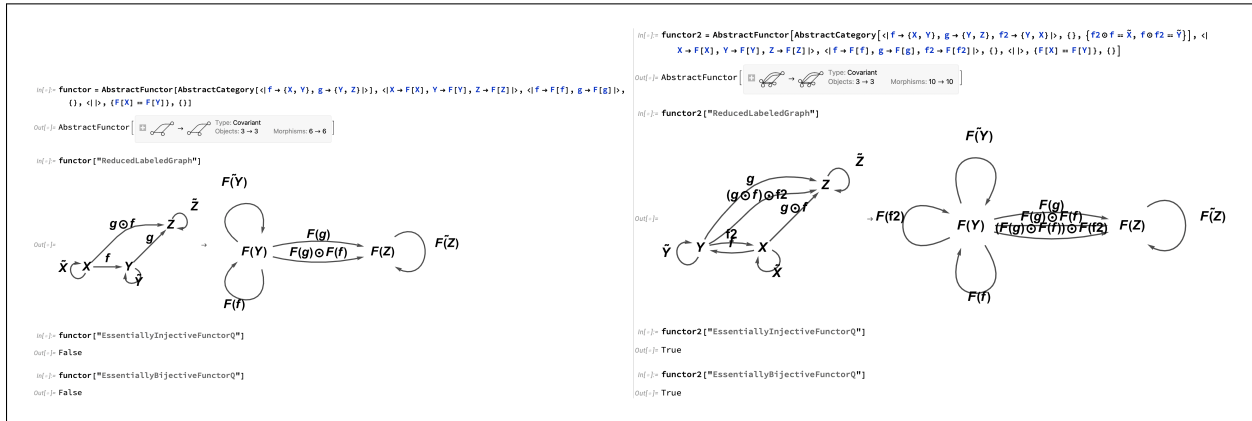 In[ ]:= functor = AbstractFunctor[AbstractCategory[<|f → {X, Y}, g → {Y, Z}|>], <|X → F[X], Y → F[Y], Z → F[Z]|>, <|f → F[f], g → F[g]|>,
{}, <||>, {F[X] == F[Y]}, {}]
Out[ ]= AbstractFunctor[ → Type: Covariant
Objects: 3 → 3 Morphisms: 6 → 6 ]
In[ ]:= functor["ReducedLabeledGraph"]
F(Ỹ)
Z̃
g⊙f
Z
g
F(g)
F(Z̃)
Out[ ]=
→
F(Y)
F(Z)
F(g)⊙F(f)
f
X̃
X
Y
Ỹ
F(f)
In[ ]:= functor["EssentiallyInjectiveFunctorQ"]
Out[ ]= False
In[ ]:= functor["EssentiallyBijectiveFunctorQ"]
Out[ ]= False
In[ ]:= functor2 = AbstractFunctor[AbstractCategory[<|f → {X, Y}, g → {Y, Z}, f2 → {Y, X}|>, {}, {f2⊙f == X̃, f⊙f2 == Ỹ}], <|
X → F[X], Y → F[Y], Z → F[Z]|>, <|f → F[f], g → F[g], f2 → F[f2]|>, {}, <||>, {F[X] == F[Y]}, {}]
Out[ ]= AbstractFunctor[ → Type: Covariant
Objects: 3 → 3 Morphisms: 10 → 10 ]
In[ ]:= functor2["ReducedLabeledGraph"]
F(Ỹ)
Z̃
g
Z
(g⊙f)⊙f2
g⊙f
F(g)
F(Z̃)
Out[ ]=
→
F(f2)
F(Y)
F(g)⊙F(f)
F(Z)
(F(g)⊙F(f))⊙F(f2)
f2
f
Ỹ
Y
X
X̃
F(f)
In[ ]:= functor2["EssentiallyInjectiveFunctorQ"]
Out[ ]= True
In[ ]:= functor2["EssentiallyBijectiveFunctorQ"]
Out[ ]= True